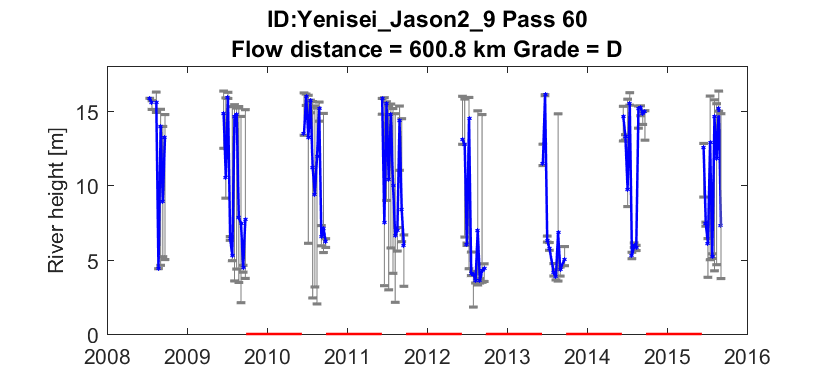 ID:Yenisei_Jason2_9 Pass 60
Flow distance = 600.8 km Grade = D
River height [m]
15
10
5
0
2008 2009 2010 2011 2012 2013 2014 2015 2016